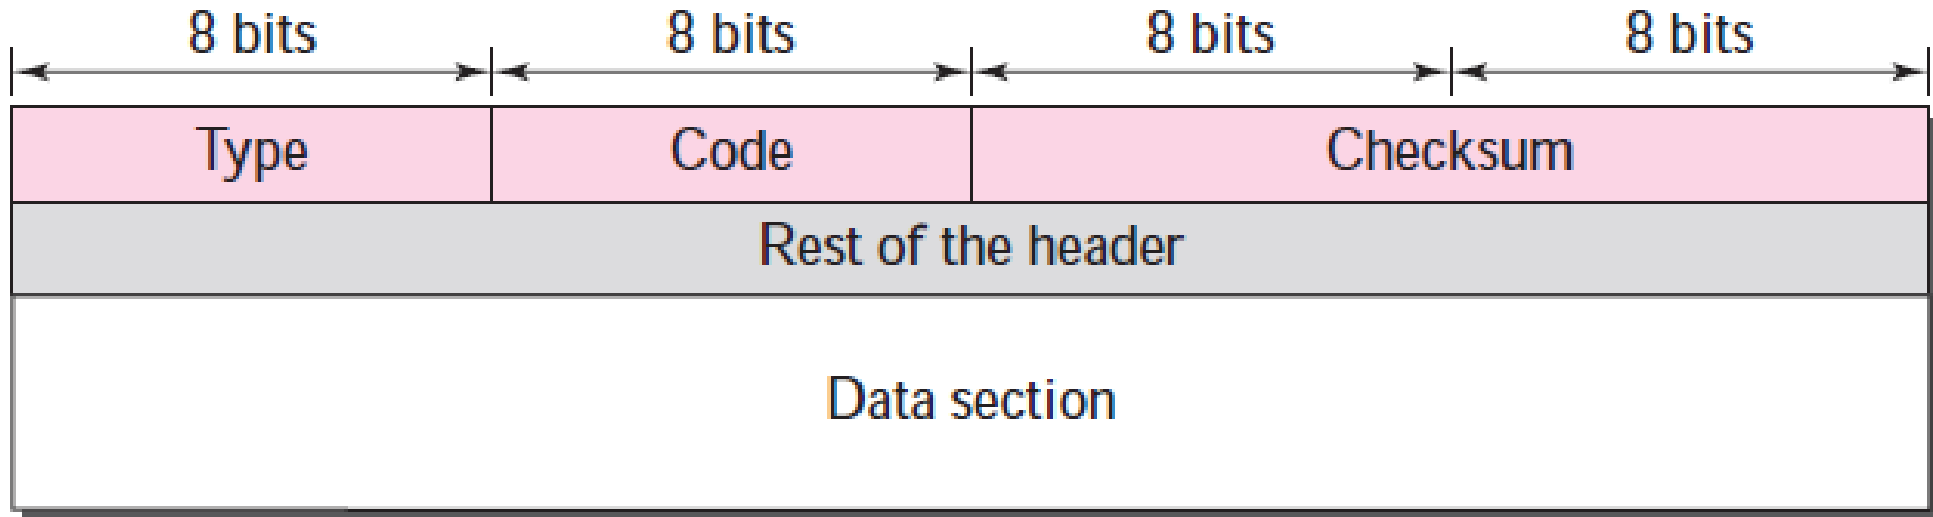 8 bits 8 bits 8 bits 8 bits
Type Code Checksum
Rest of the header
Data section